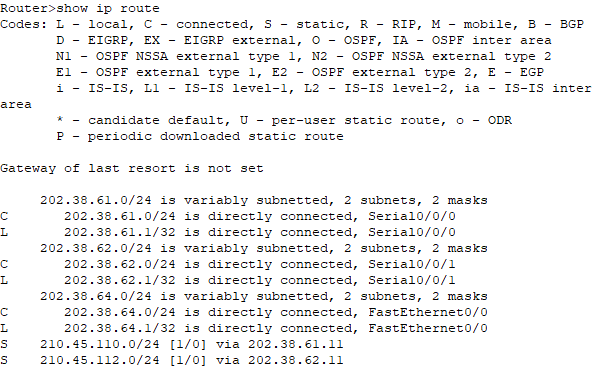 Router>show ip route
Codes: L - local, C - connected, S - static, R - RIP, M - mobile, B - BGP
       D - EIGRP, EX - EIGRP external, O - OSPF, IA - OSPF inter area
       N1 - OSPF NSSA external type 1, N2 - OSPF NSSA external type 2
       E1 - OSPF external type 1, E2 - OSPF external type 2, E - EGP
       i - IS-IS, L1 - IS-IS level-1, L2 - IS-IS level-2, ia - IS-IS inter
area
       * - candidate default, U - per-user static route, o - ODR
       P - periodic downloaded static route
Gateway of last resort is not set
     202.38.61.0/24 is variably subnetted, 2 subnets, 2 masks
C       202.38.61.0/24 is directly connected, Serial0/0/0
L       202.38.61.1/32 is directly connected, Serial0/0/0
     202.38.62.0/24 is variably subnetted, 2 subnets, 2 masks
C       202.38.62.0/24 is directly connected, Serial0/0/1
L       202.38.62.1/32 is directly connected, Serial0/0/1
     202.38.64.0/24 is variably subnetted, 2 subnets, 2 masks
C       202.38.64.0/24 is directly connected, FastEthernet0/0
L       202.38.64.1/32 is directly connected, FastEthernet0/0
S    210.45.110.0/24 [1/0] via 202.38.61.11
S    210.45.112.0/24 [1/0] via 202.38.62.11